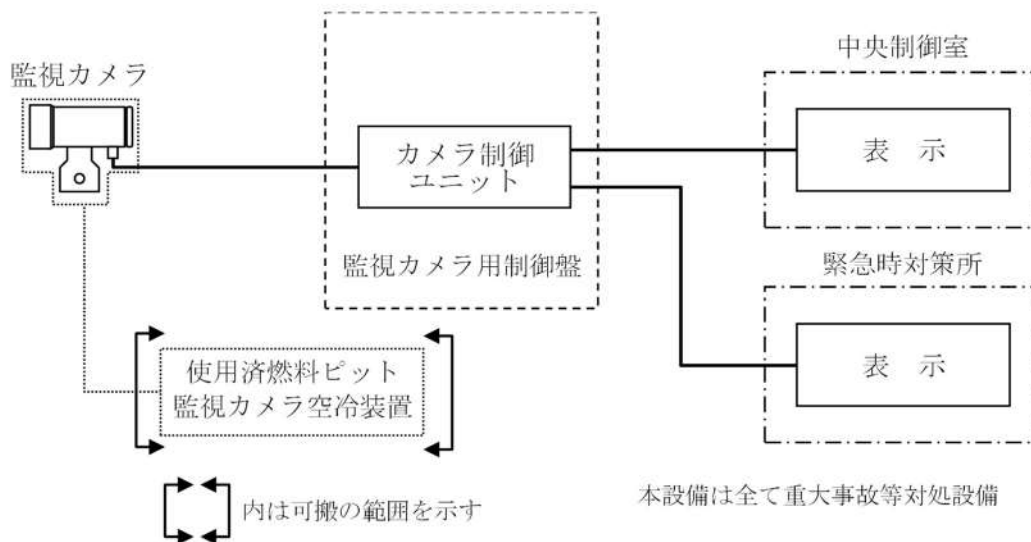 監視カメラ
カメラ制御
ユニット
監視カメラ用制御盤
中央制御室
表 示
緊急時対策所
表 示
使用済燃料ピット
監視カメラ空冷装置
内は可搬の範囲を示す
本設備は全て重大事故等対処設備